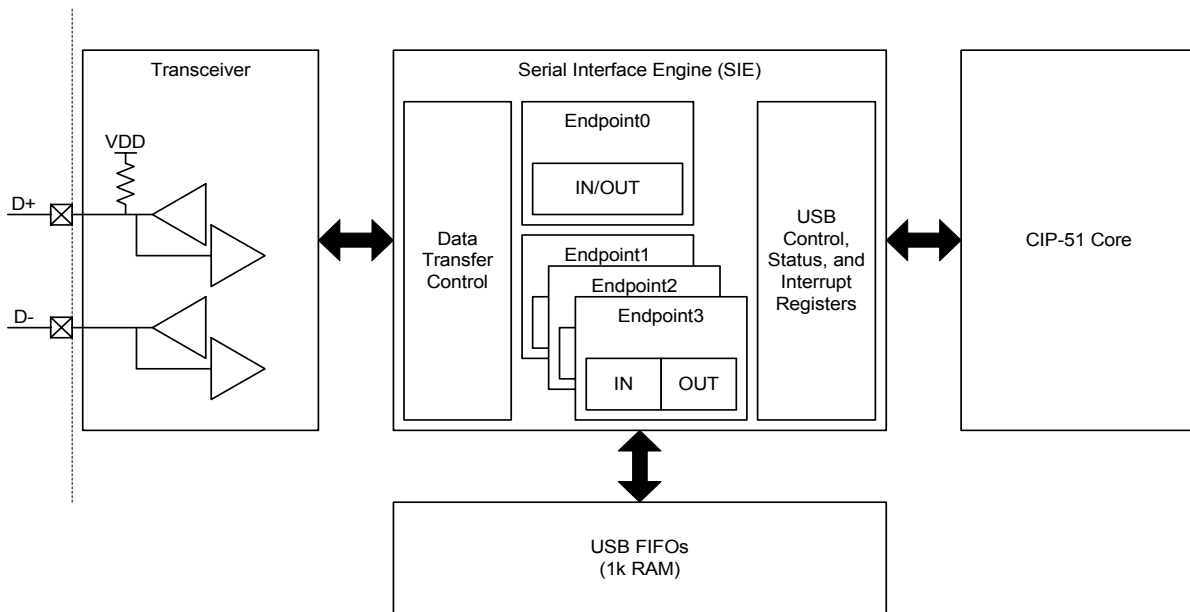 Transceiver
VDD
D+
D-
Serial Interface Engine (SIE)
Data
Transfer
Control
Endpoint0
IN/OUT
Endpoint1
Endpoint2
Endpoint3
IN
OUT
USB
Control,
Status, and
Interrupt
Registers
CIP-51 Core
USB FIFOs
(1k RAM)